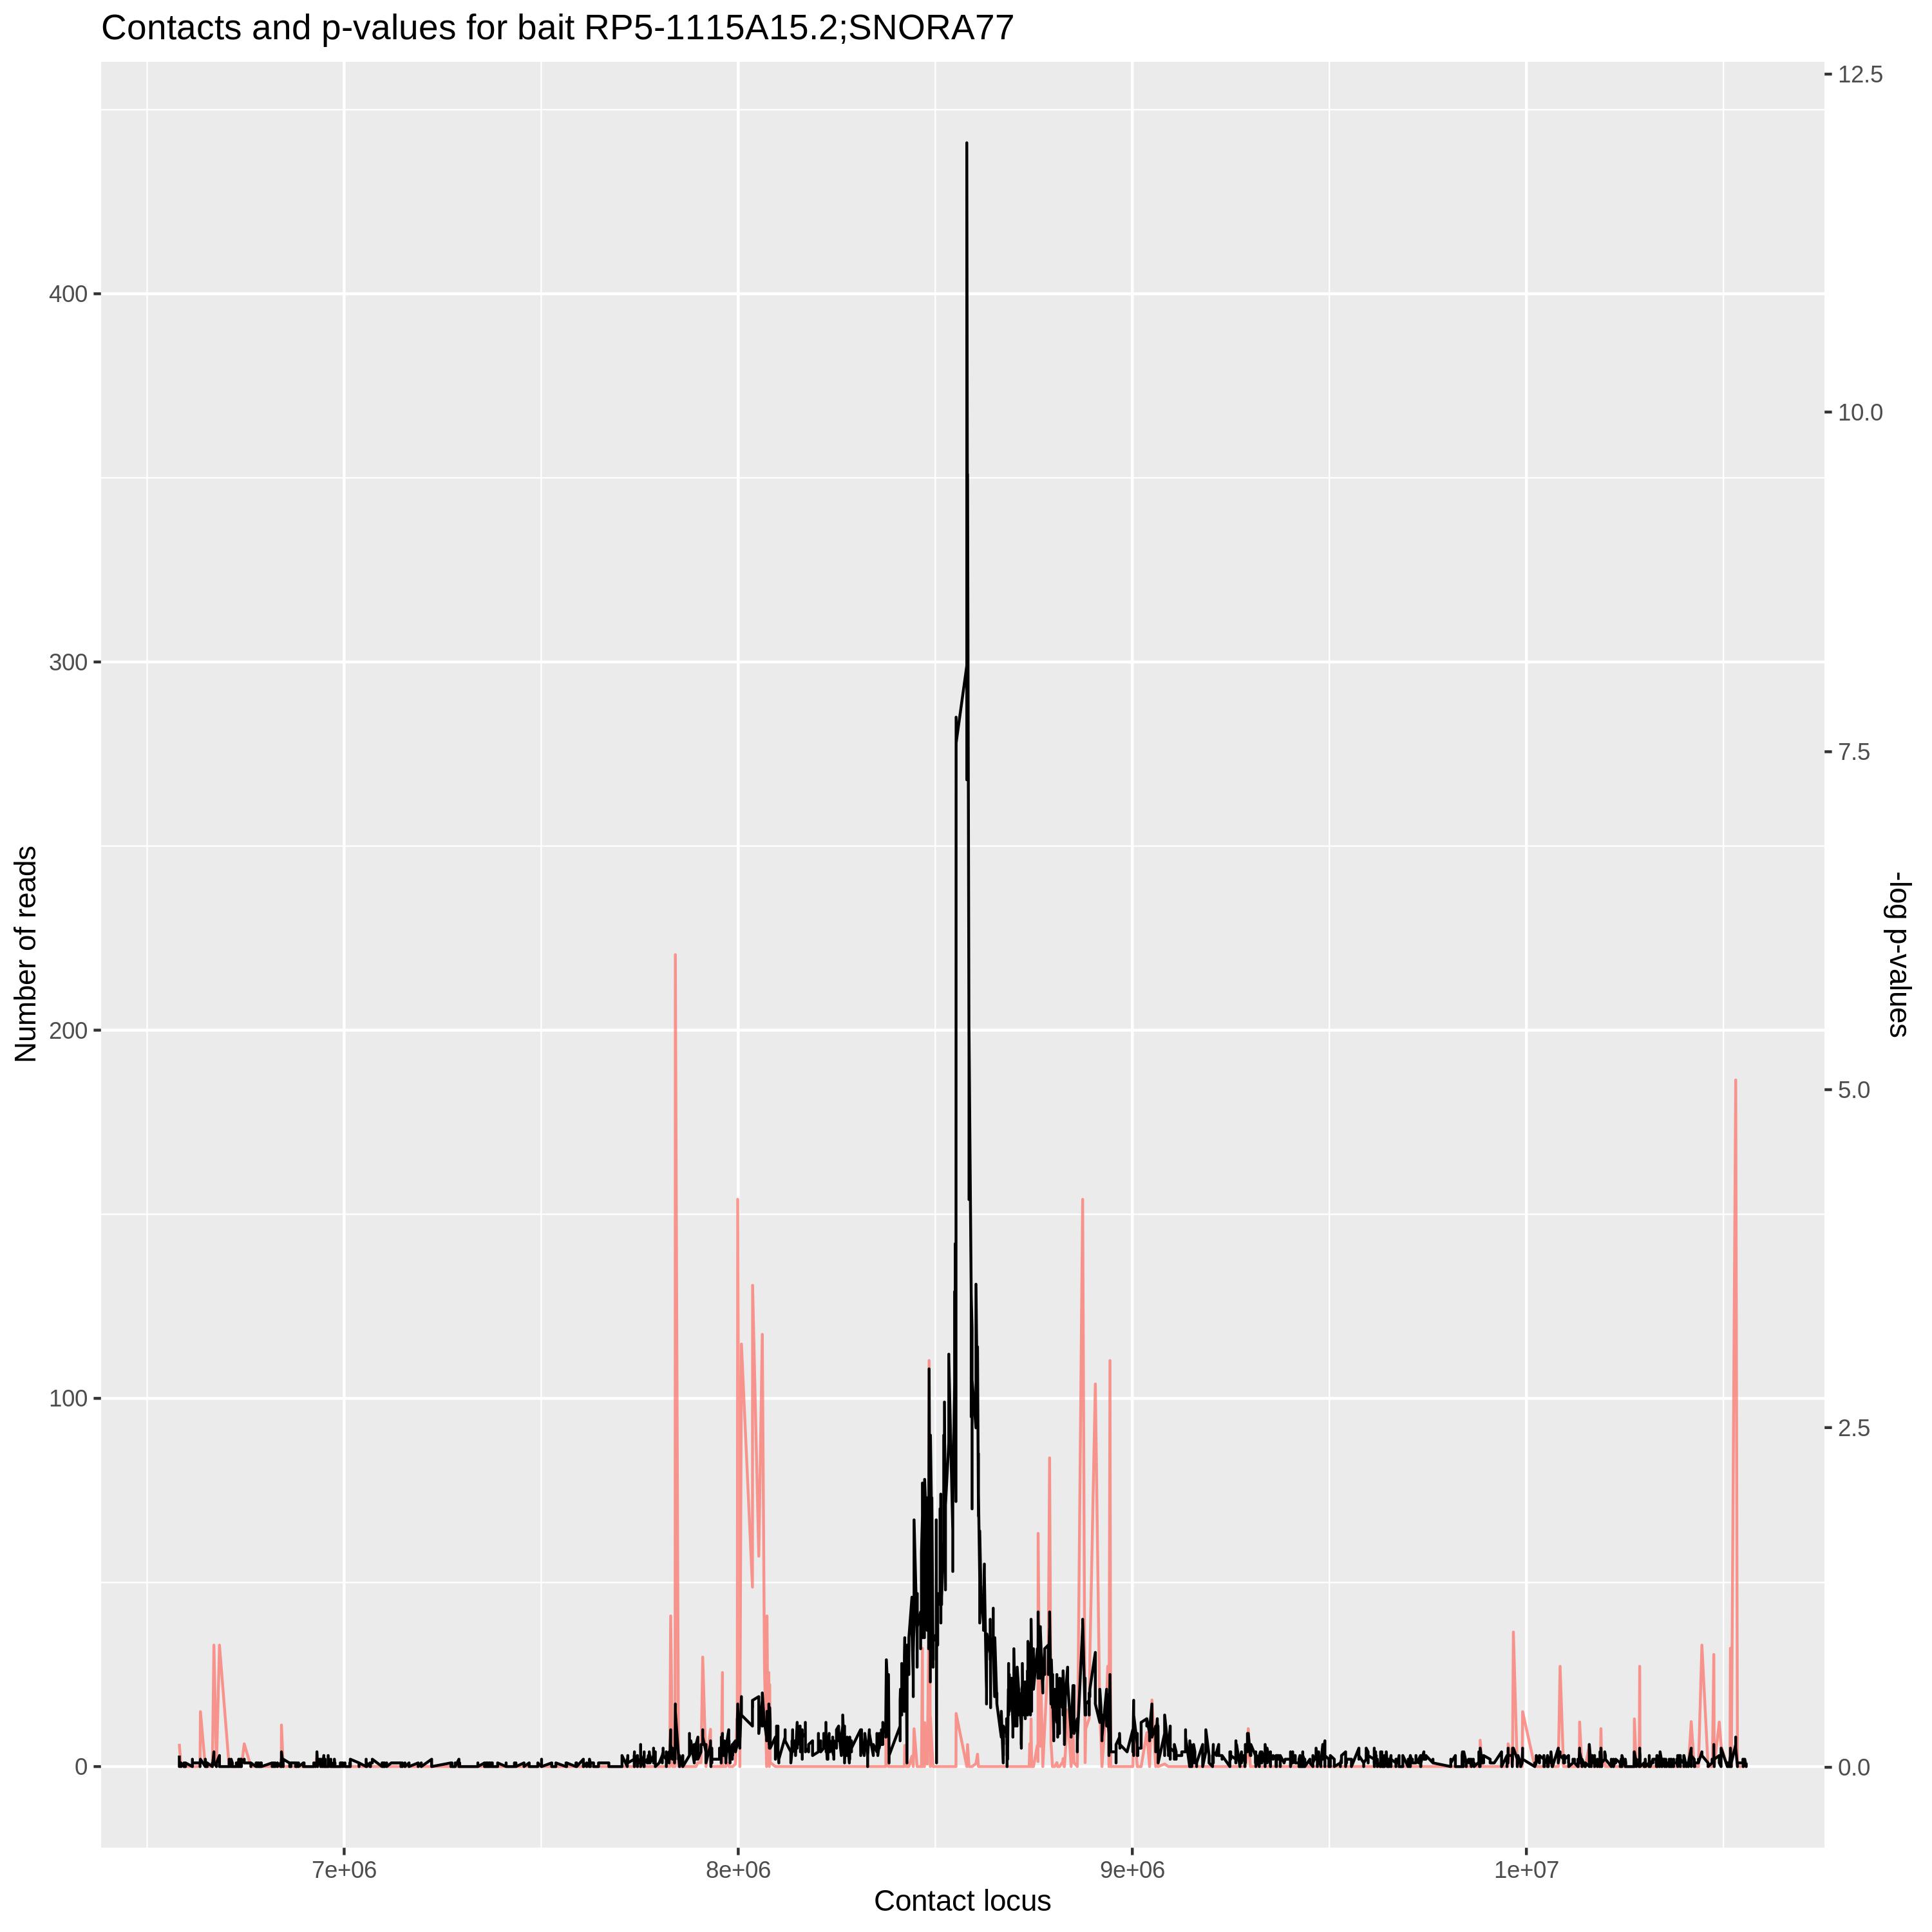 Contacts and p-values for bait RP5-1115A15.2;SNORA77
12.5
400
10.0
300
7.5
Number of reads
-log p-values
200
5.0
100
2.5
0
0.0
7e+06
8e+06
9e+06
1e+07
Contact locus